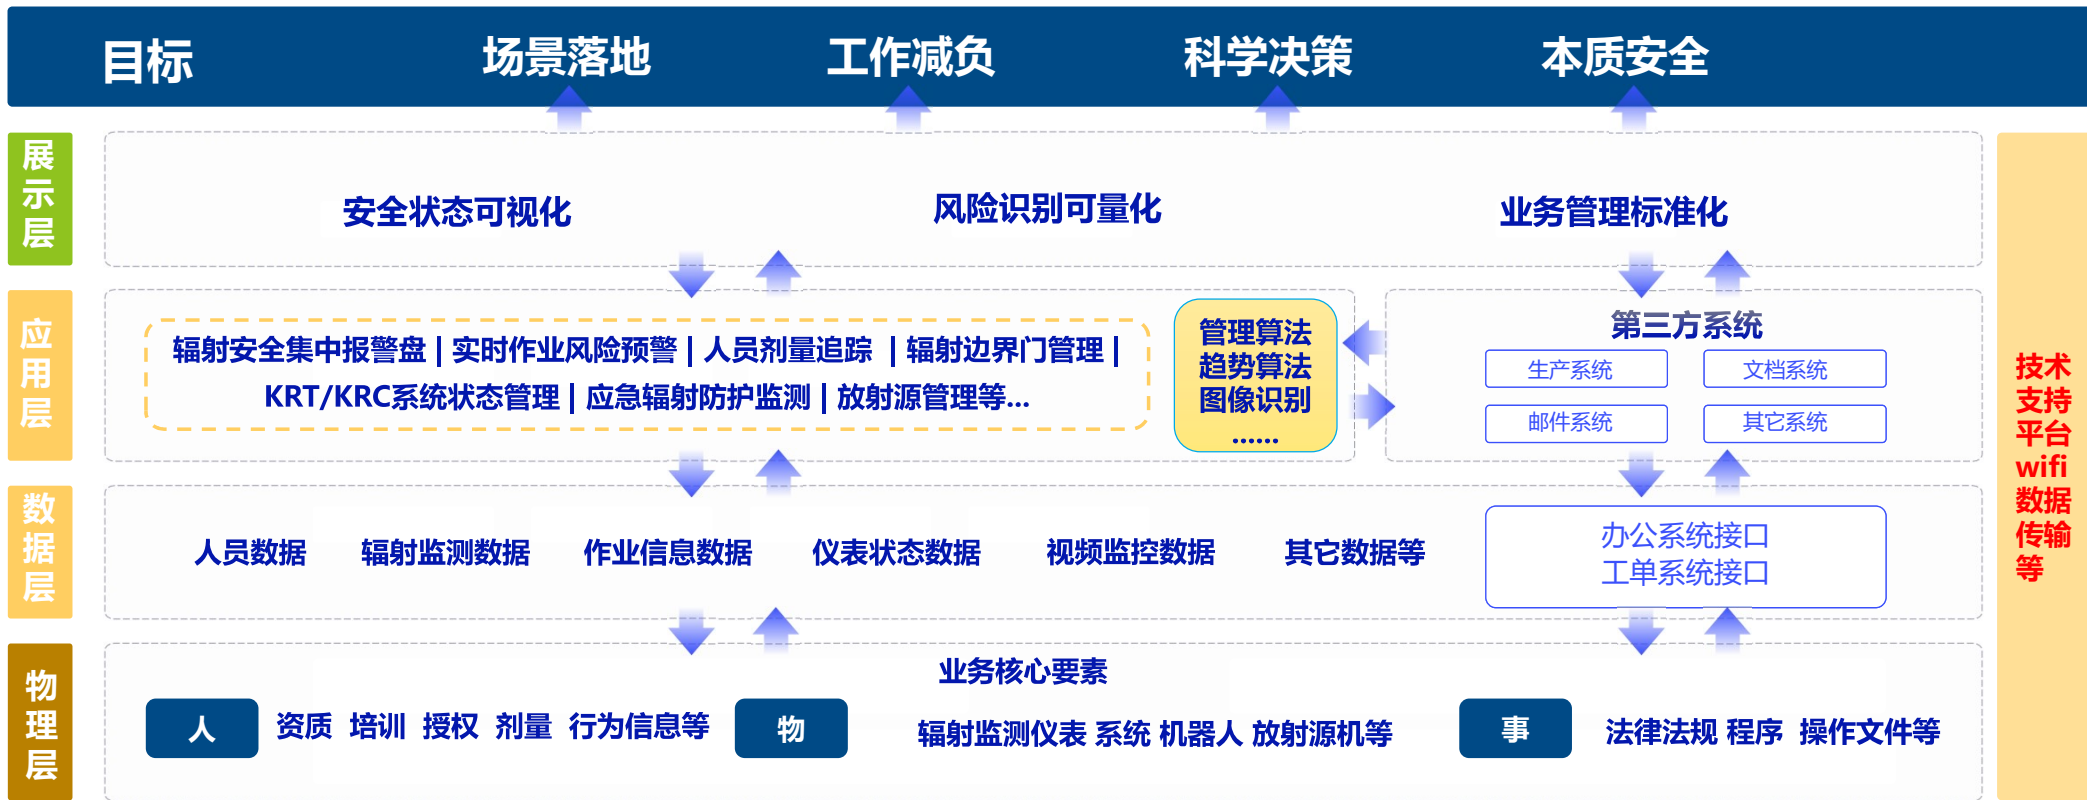 目标
场景落地
工作减负
科学决策
本质安全
展示层
安全状态可视化
风险识别可量化
业务管理标准化
应用层
辐射安全集中报警盘 | 实时作业风险预警 | 人员剂量追踪 | 辐射边界门管理 |
KRT/KRC系统状态管理 | 应急辐射防护监测 | 放射源管理等...
管理算法
趋势算法
图像识别
......
第三方系统
生产系统
文档系统
邮件系统
其它系统
数据层
人员数据
辐射监测数据
作业信息数据
仪表状态数据
视频监控数据
其它数据等
办公系统接口
工单系统接口
物理层
业务核心要素
人
资质 培训 授权 剂量 行为信息等
物
辐射监测仪表 系统 机器人 放射源机等
事
法律法规 程序 操作文件等
技术
支持
平台
wifi
数据
传输
等